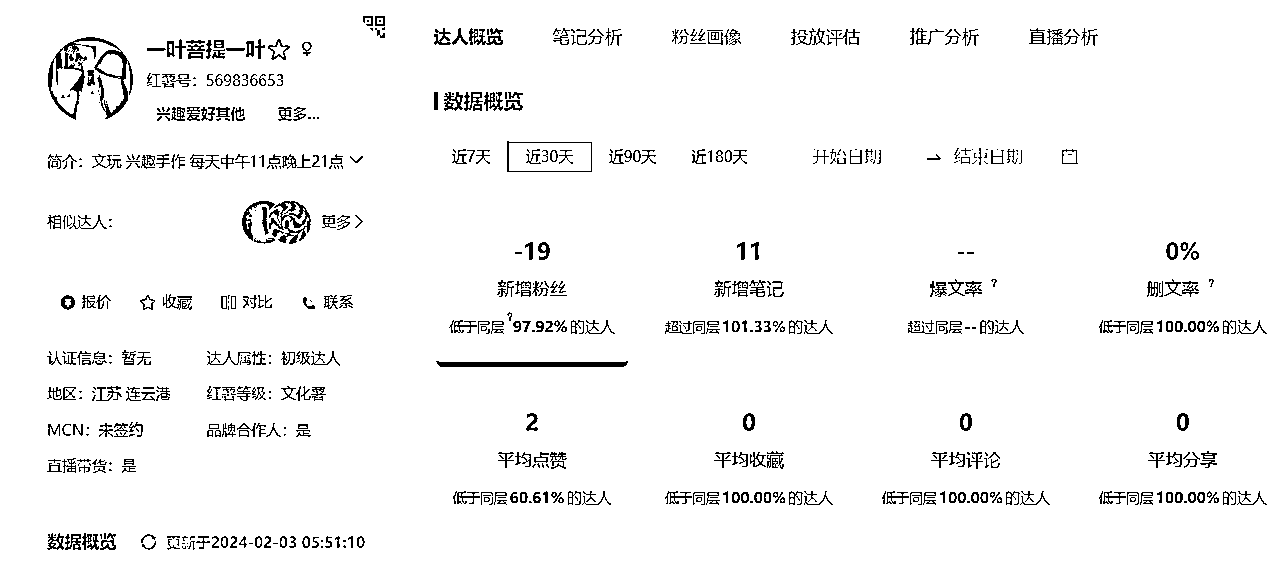 一叶菩提一叶☆ ♀
红薯号：569836653
兴趣爱好其他 更多...
简介：文玩 兴趣手作 每天中午11点晚上21点
相似达人： 更多
报价 收藏 对比 联系
认证信息：暂无 达人属性：初级达人
地区：江苏 连云港 红薯等级：文化薯
MCN：未签约 品牌合作人：是
直播带货：是
数据概览 更新于2024-02-03 05:51:10
达人概览 笔记分析 粉丝画像 投放评估 推广分析 直播分析
数据概览
近7天 近30天 近90天 近180天 开始日期 → 结束日期
-19 11 -- 0%
新增粉丝 新增笔记 爆文率 ? 删文率 ?
低于同层?97.92% 的达人 超过同层101.33% 的达人 超过同层-- 的达人 低于同层100.00% 的达人
2 0 0 0
平均点赞 平均收藏 平均评论 平均分享
低于同层60.61% 的达人 低于同层100.00% 的达人 低于同层100.00% 的达人 低于同层100.00% 的达人